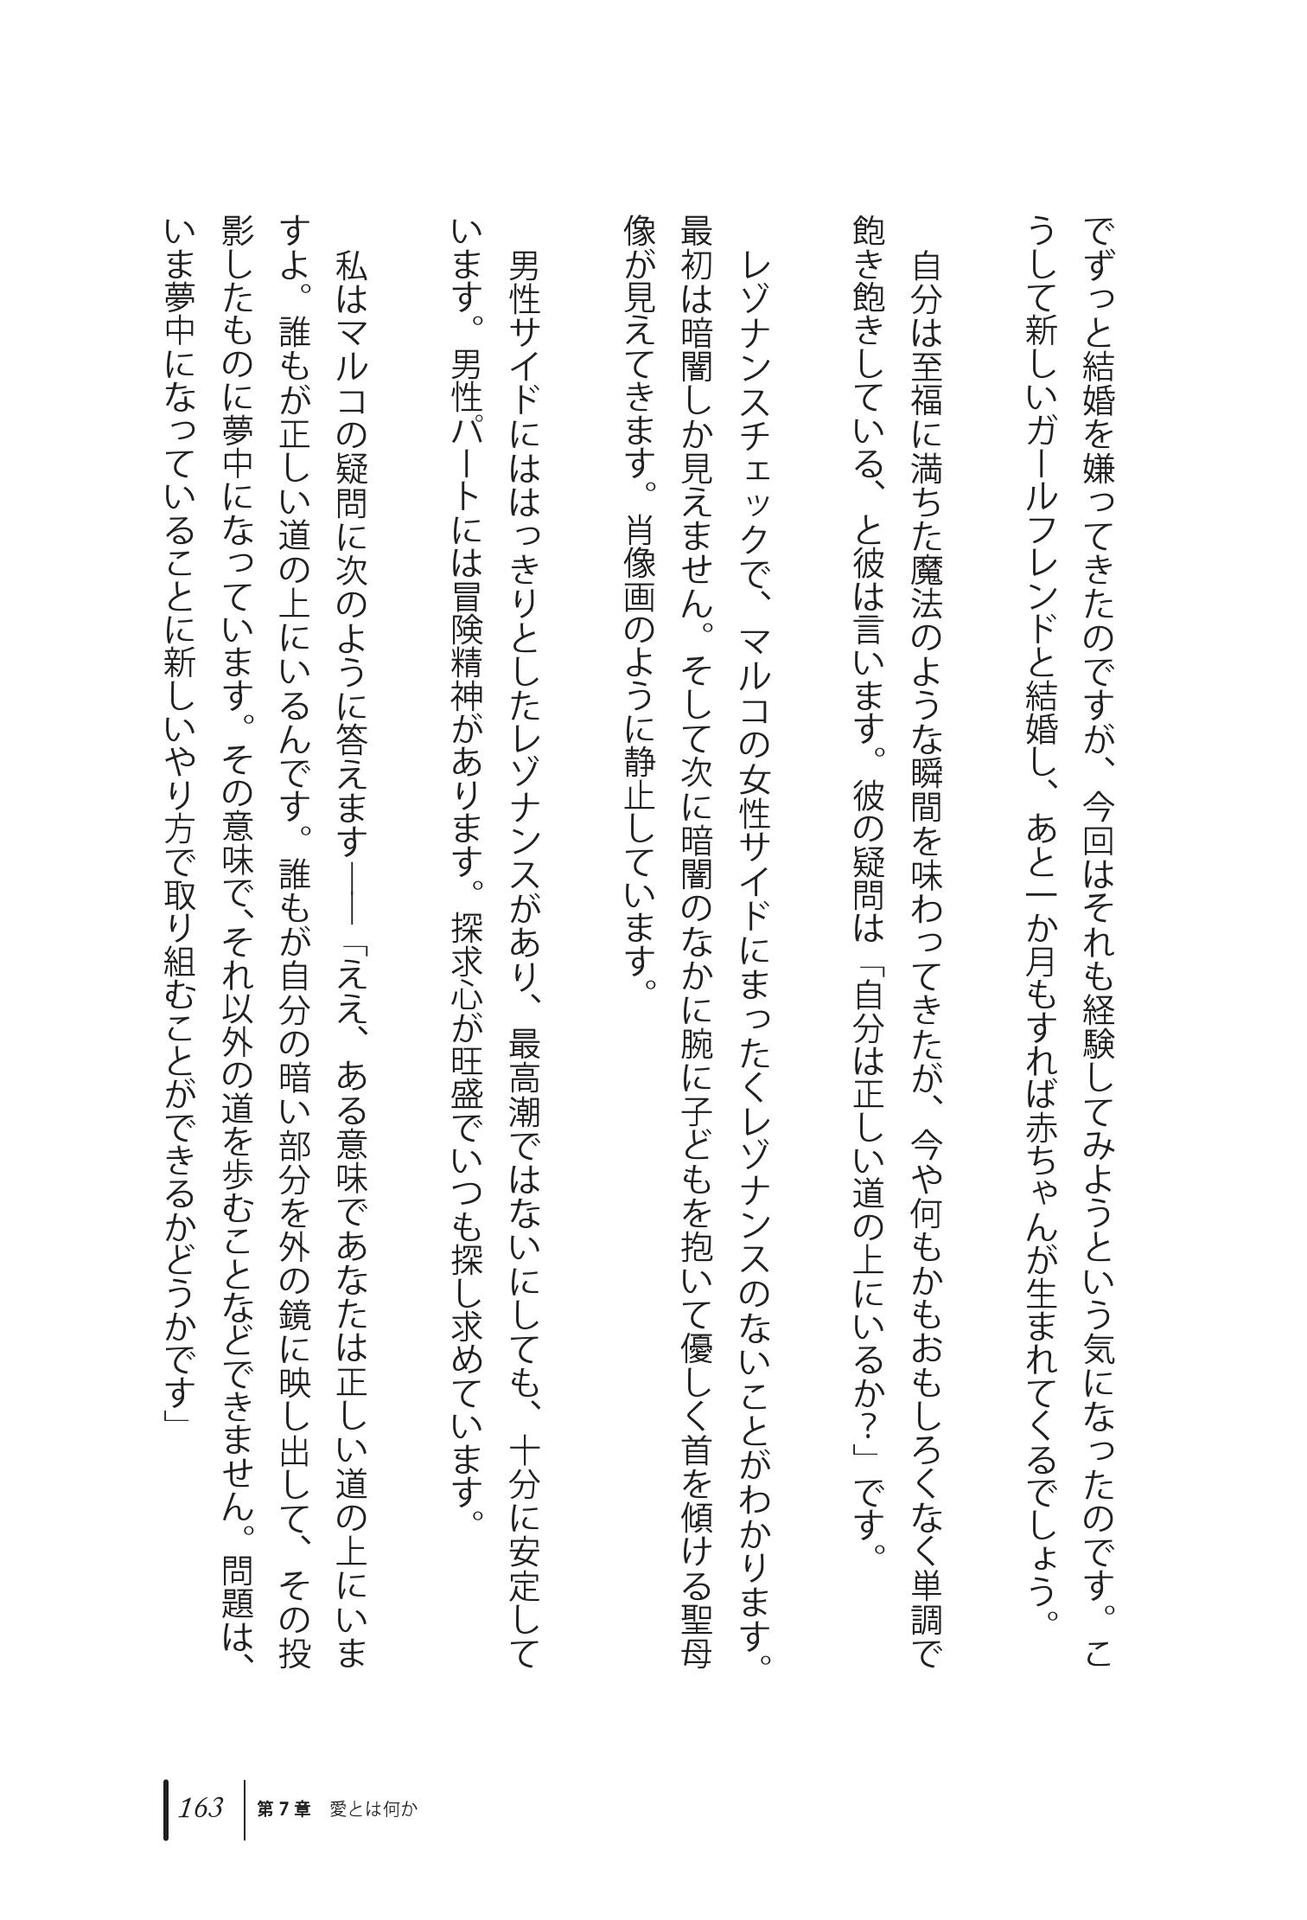 でずっと結婚を嫌ってきたのですが、今回はそれも経験してみようという気になったのです。こ
うして新しいガールフレンドと結婚し、あと一か月もすれば赤ちゃんが生まれてくるでしょう。
自分は至福に満ちた魔法のような瞬間を味わってきたが、今や何もかもおもしろくなく単調で
飽き飽きしている、と彼は言います。彼の疑問は「自分は正しい道の上にいるか？」です。
レゾナンスチェックで、マルコの女性サイドにまったくレゾナンスのないことがわかります。
最初は暗闇しか見えません。そして次に暗闇のなかに腕に子どもを抱いて優しく首を傾ける聖母
像が見えてきます。肖像画のように静止しています。
男性サイドにははっきりとしたレゾナンスがあり、最高潮ではないにしても、十分に安定して
います。男性パートには冒険精神があります。探求心が旺盛でいつも探し求めています。
私はマルコの疑問に次のように答えます――「ええ、ある意味であなたは正しい道の上にいま
すよ。誰もが正しい道の上にいるんです。誰もが自分の暗い部分を外の鏡に映し出して、その投
影したものに夢中になっています。その意味で、それ以外の道を歩むことなどできません。問題は、
いま夢中になっていることに新しいやり方で取り組むことができるかどうかです」
163 第7章 愛とは何か